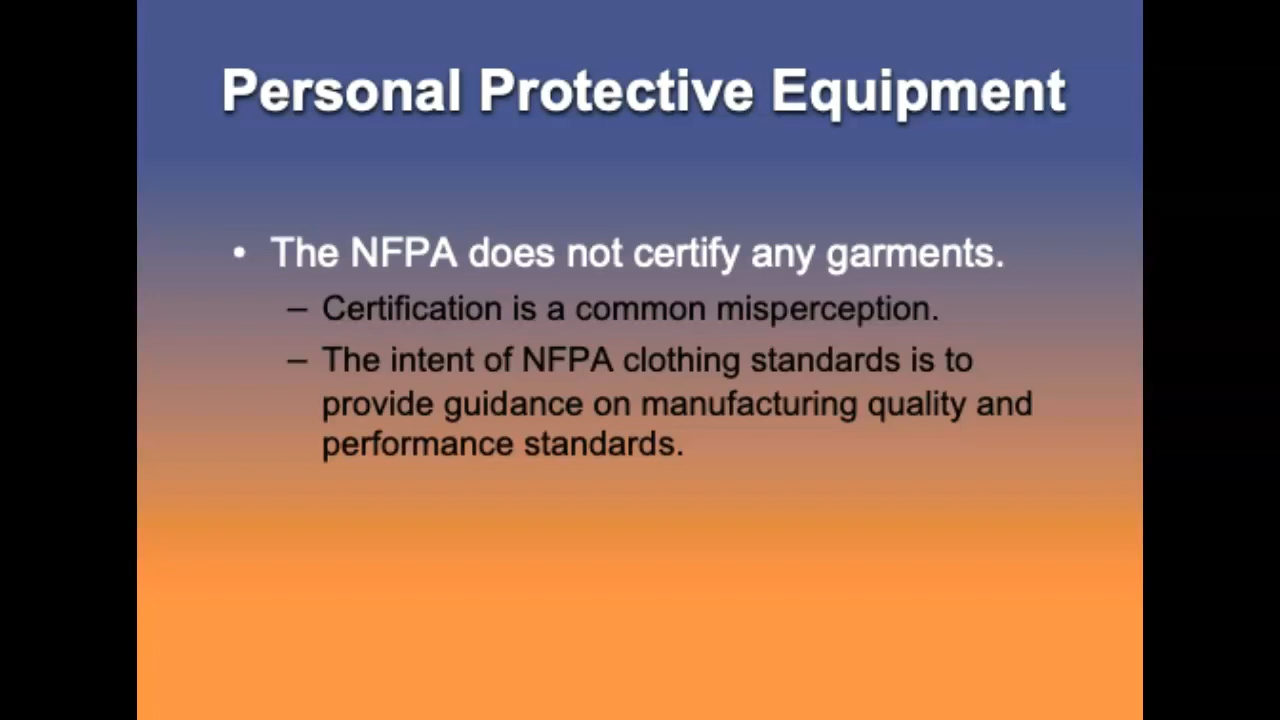 Personal Protective Equipment
• The NFPA does not certify any garments.
– Certification is a common misperception.
– The intent of NFPA clothing standards is to
provide guidance on manufacturing quality and
performance standards.